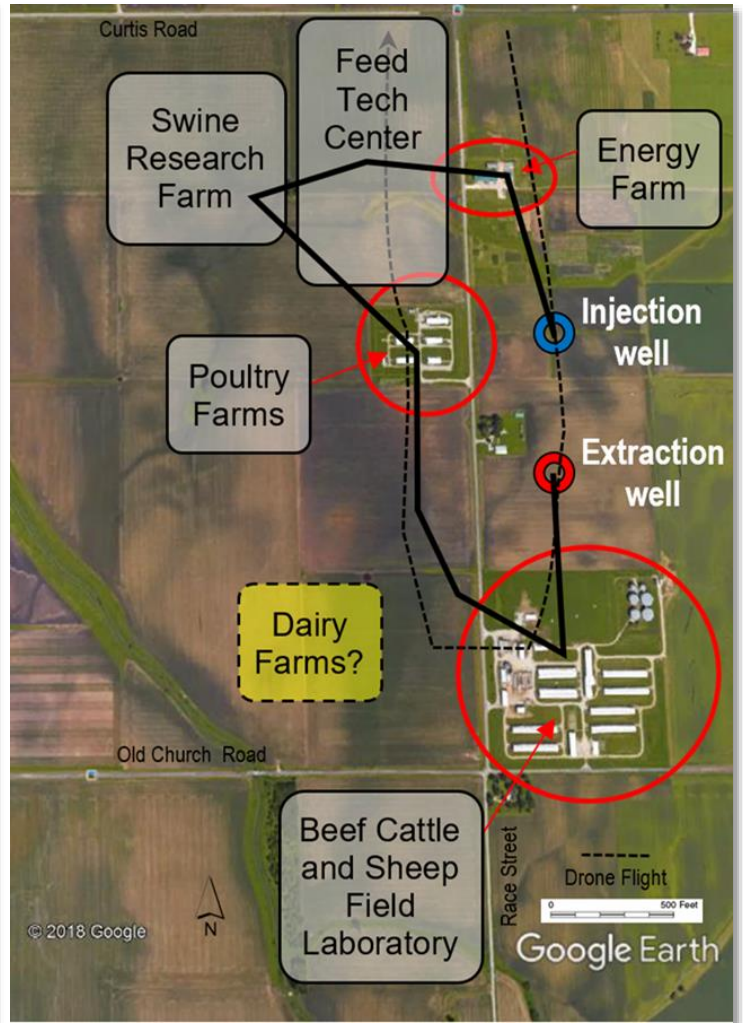 Curtis Road
Feed
Tech
Center
Swine
Research
Farm
Energy
Farm
Injection
well
Poultry
Farms
Extraction
well
Dairy
Farms?
Old Church Road
Beef Cattle
and Sheep
Field
Laboratory
Race Street
Drone Flight
0 500 Feet
N
© 2018 Google
Google Earth